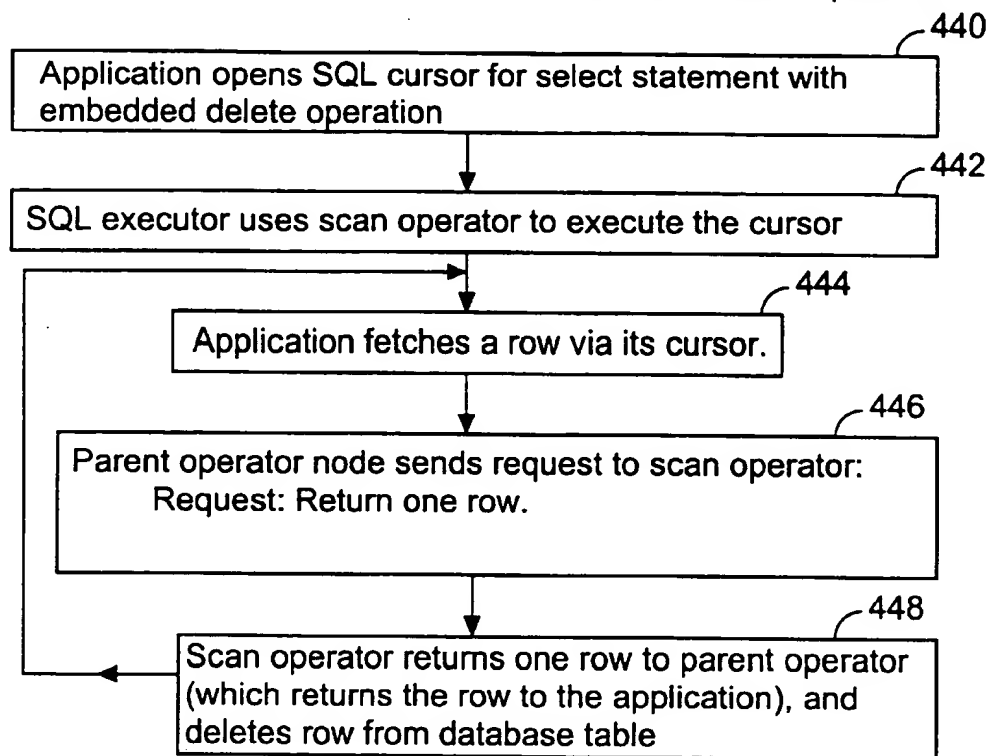 440
Application opens SQL cursor for select statement with
embedded delete operation
442
SQL executor uses scan operator to execute the cursor
444
Application fetches a row via its cursor.
446
Parent operator node sends request to scan operator:
Request: Return one row.
448
Scan operator returns one row to parent operator
(which returns the row to the application), and
deletes row from database table